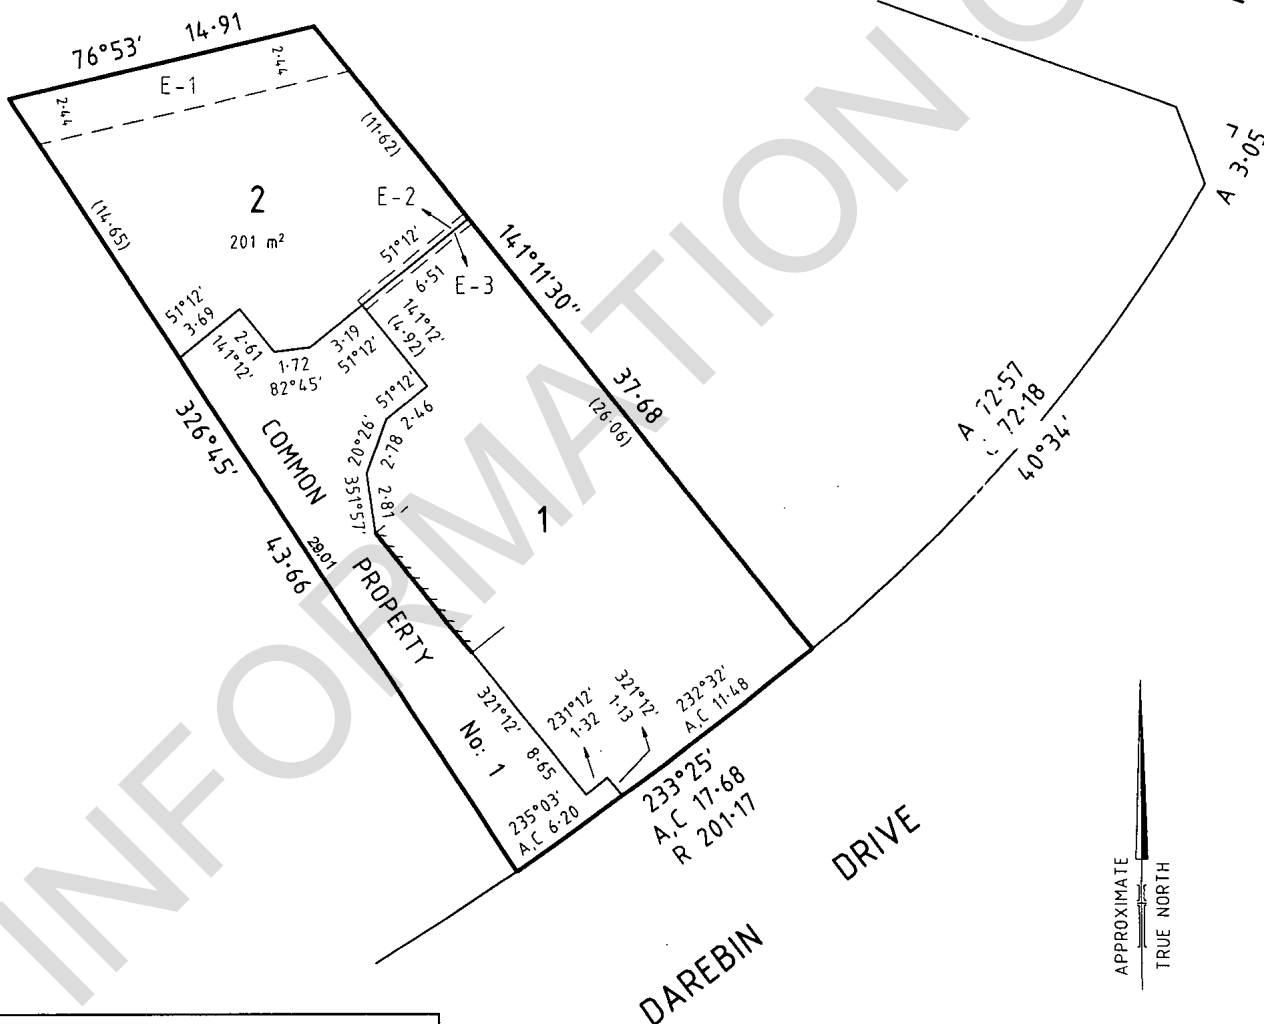 76°53' 14·91
2·44
E-1
2·44
(11·62)
2
201 m²
E-2
(14·65)
51°12'
6·51
E-3
141°11'30"
37·68
(26·06)
51°12'
3·69
2·61
141°12'
1·72
82°45'
3·19
51°12'
141°12'
(4·92)
51°12'
2·46
20°26'
2·78
351°57'
2·81
326°45'
43·66
29.01
COMMON
PROPERTY
No: 1
1
321°12' 8·65
231°12'
1·32
321°12'
1·13
232°32'
A,C 11·48
235°03'
A,C 6·20
233°25'
A,C 17·68
R 201·17
A 3·05
A 72·57
C 72·18
40°34'
DAREBIN DRIVE
APPROXIMATE
TRUE NORTH
INFORMATION